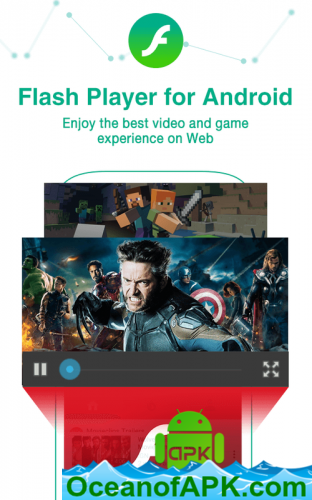 Flash Player for Android
Enjoy the best video and game
experience on Web
APK
OceanofAPK.com